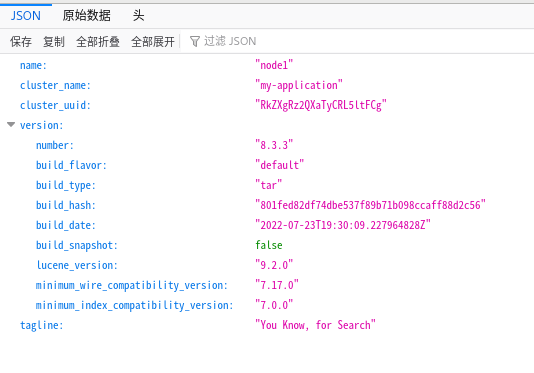 JSON 原始数据 头
保存 复制 全部折叠 全部展开 过滤 JSON
name: "node1"
cluster_name: "my-application"
cluster_uuid: "RkZXgRz2QXaTyCRL5ltFCg"
version:
number: "8.3.3"
build_flavor: "default"
build_type: "tar"
build_hash: "801fed82df74dbe537f89b71b098ccaff88d2c56"
build_date: "2022-07-23T19:30:09.227964828Z"
build_snapshot: false
lucene_version: "9.2.0"
minimum_wire_compatibility_version: "7.17.0"
minimum_index_compatibility_version: "7.0.0"
tagline: "You Know, for Search"